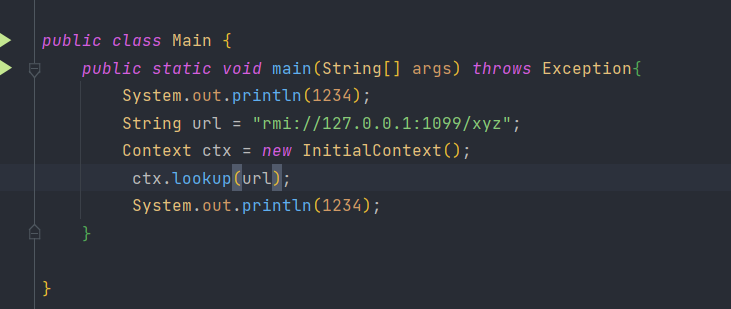 public class Main {
public static void main(String[] args) throws Exception{
System.out.println(1234);
String url = "rmi://127.0.0.1:1099/xyz";
Context ctx = new InitialContext();
ctx.lookup(url);
System.out.println(1234);
}
}